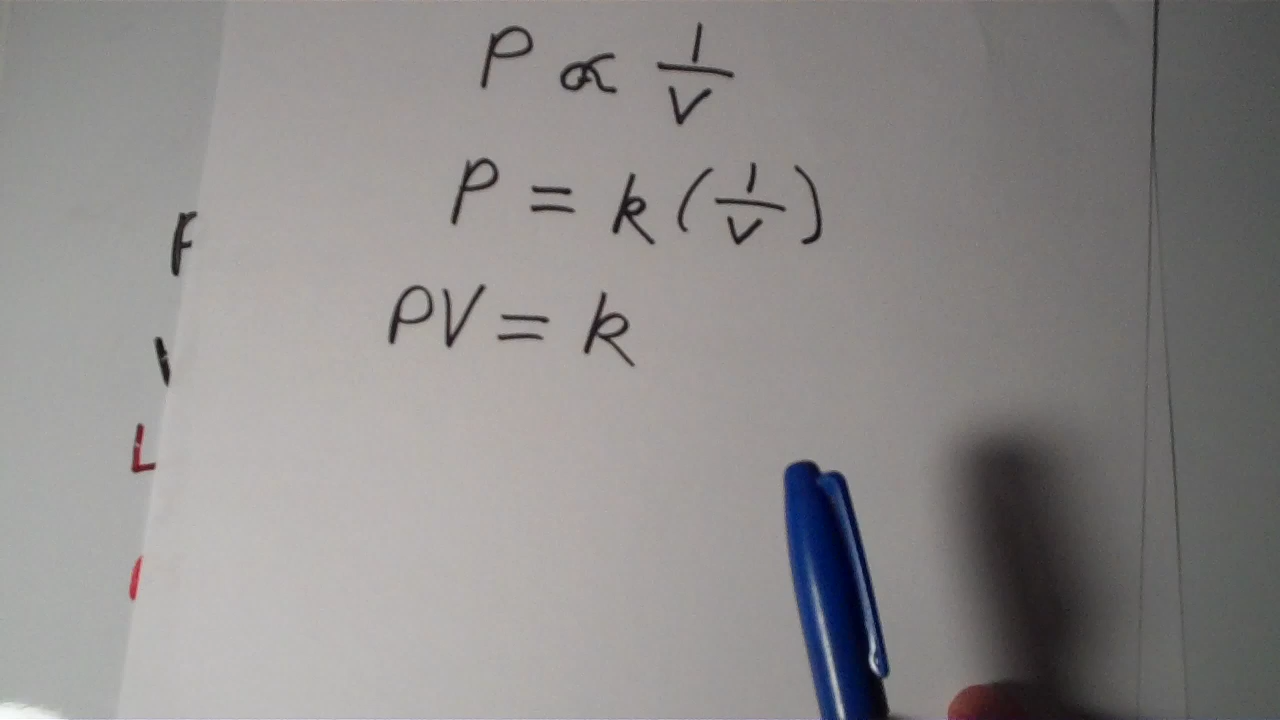 P ∝ 1/V
P = k(1/V)
PV = k
L